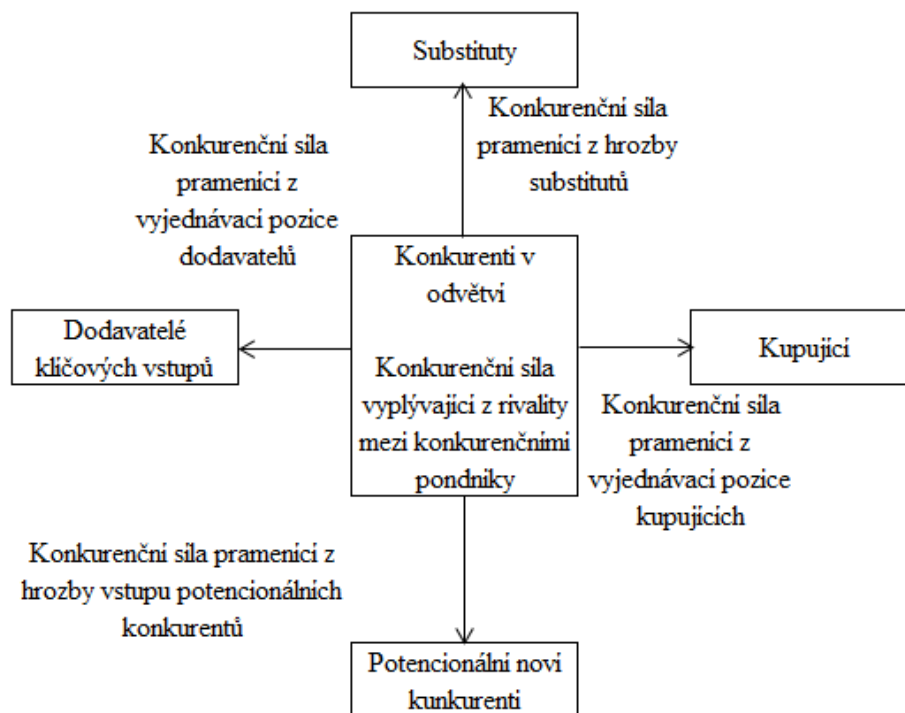 Substituty
Konkurenční síla
pramenící z hrozby
substitutů
Konkurenční síla
pramenící z
vyjednávací pozice
dodavatelů
Konkurenti v
odvětví
Konkurenční síla
vyplývající z rivality
mezi konkurenčními
pondniky
Dodavatelé
klíčových vstupů
Kupující
Konkurenční síla
pramenící z
vyjednávací pozice
kupujících
Konkurenční síla pramenící z
hrozby vstupu potencionálních
konkurentů
Potencionální noví
kunkurenti